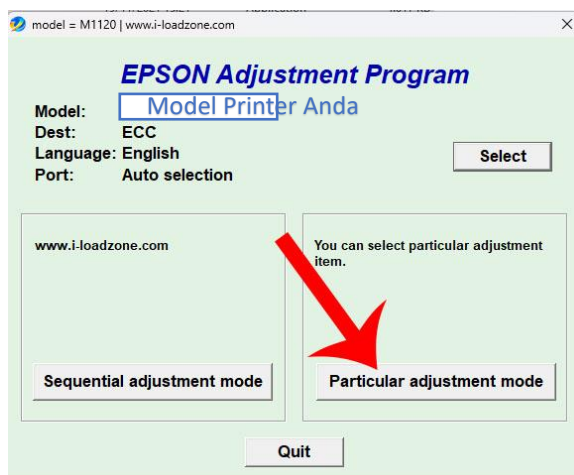 model = M1120 | www.i-loadzone.com
EPSON Adjustment Program
Model: Model Printer Anda
Dest: ECC
Language: English
Port: Auto selection
Select
www.i-loadzone.com
You can select particular adjustment
item.
Sequential adjustment mode
Particular adjustment mode
Quit